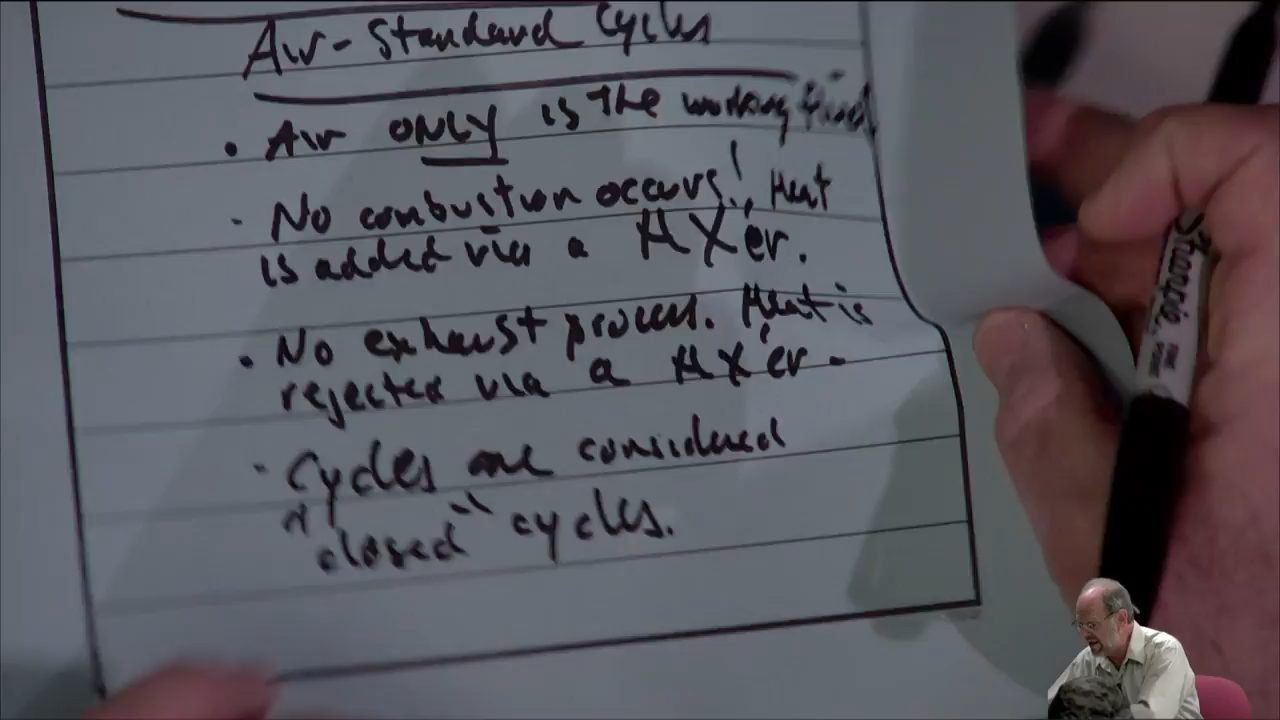 Air-Standard Cycles
• Air ONLY is the working fluid
• No combustion occurs! Heat
is added via a HX'er.
• No exhaust process. Heat is
rejected via a HX'er.
• Cycles are considered
"closed" cycles.
Sharpie